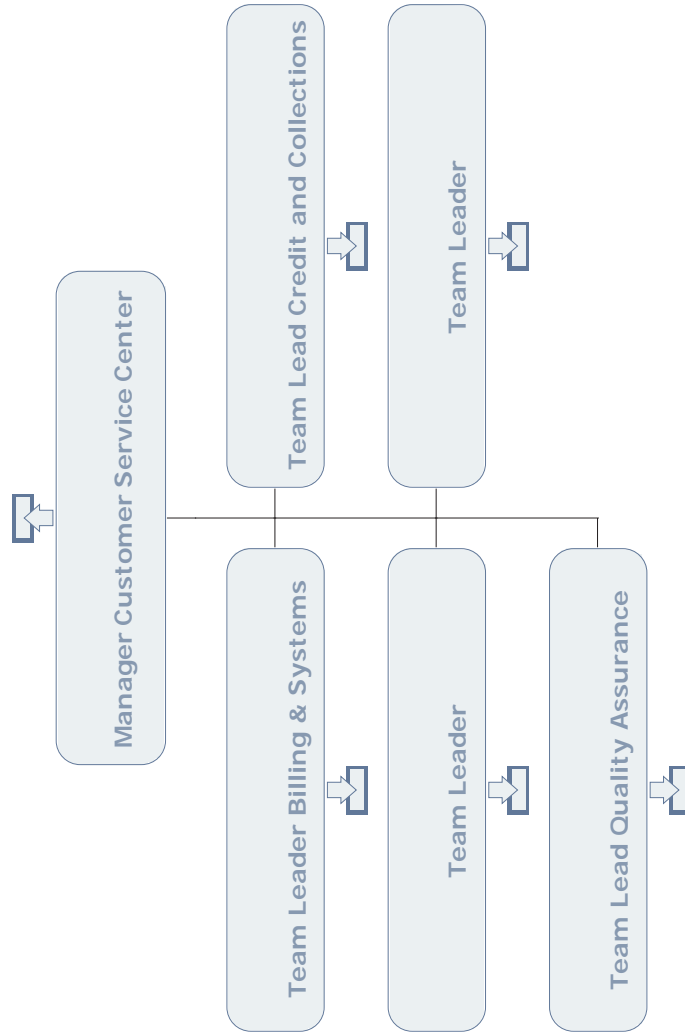 Manager Customer Service Center
Team Leader Billing & Systems
Team Lead Credit and Collections
Team Leader
Team Leader
Team Lead Quality Assurance